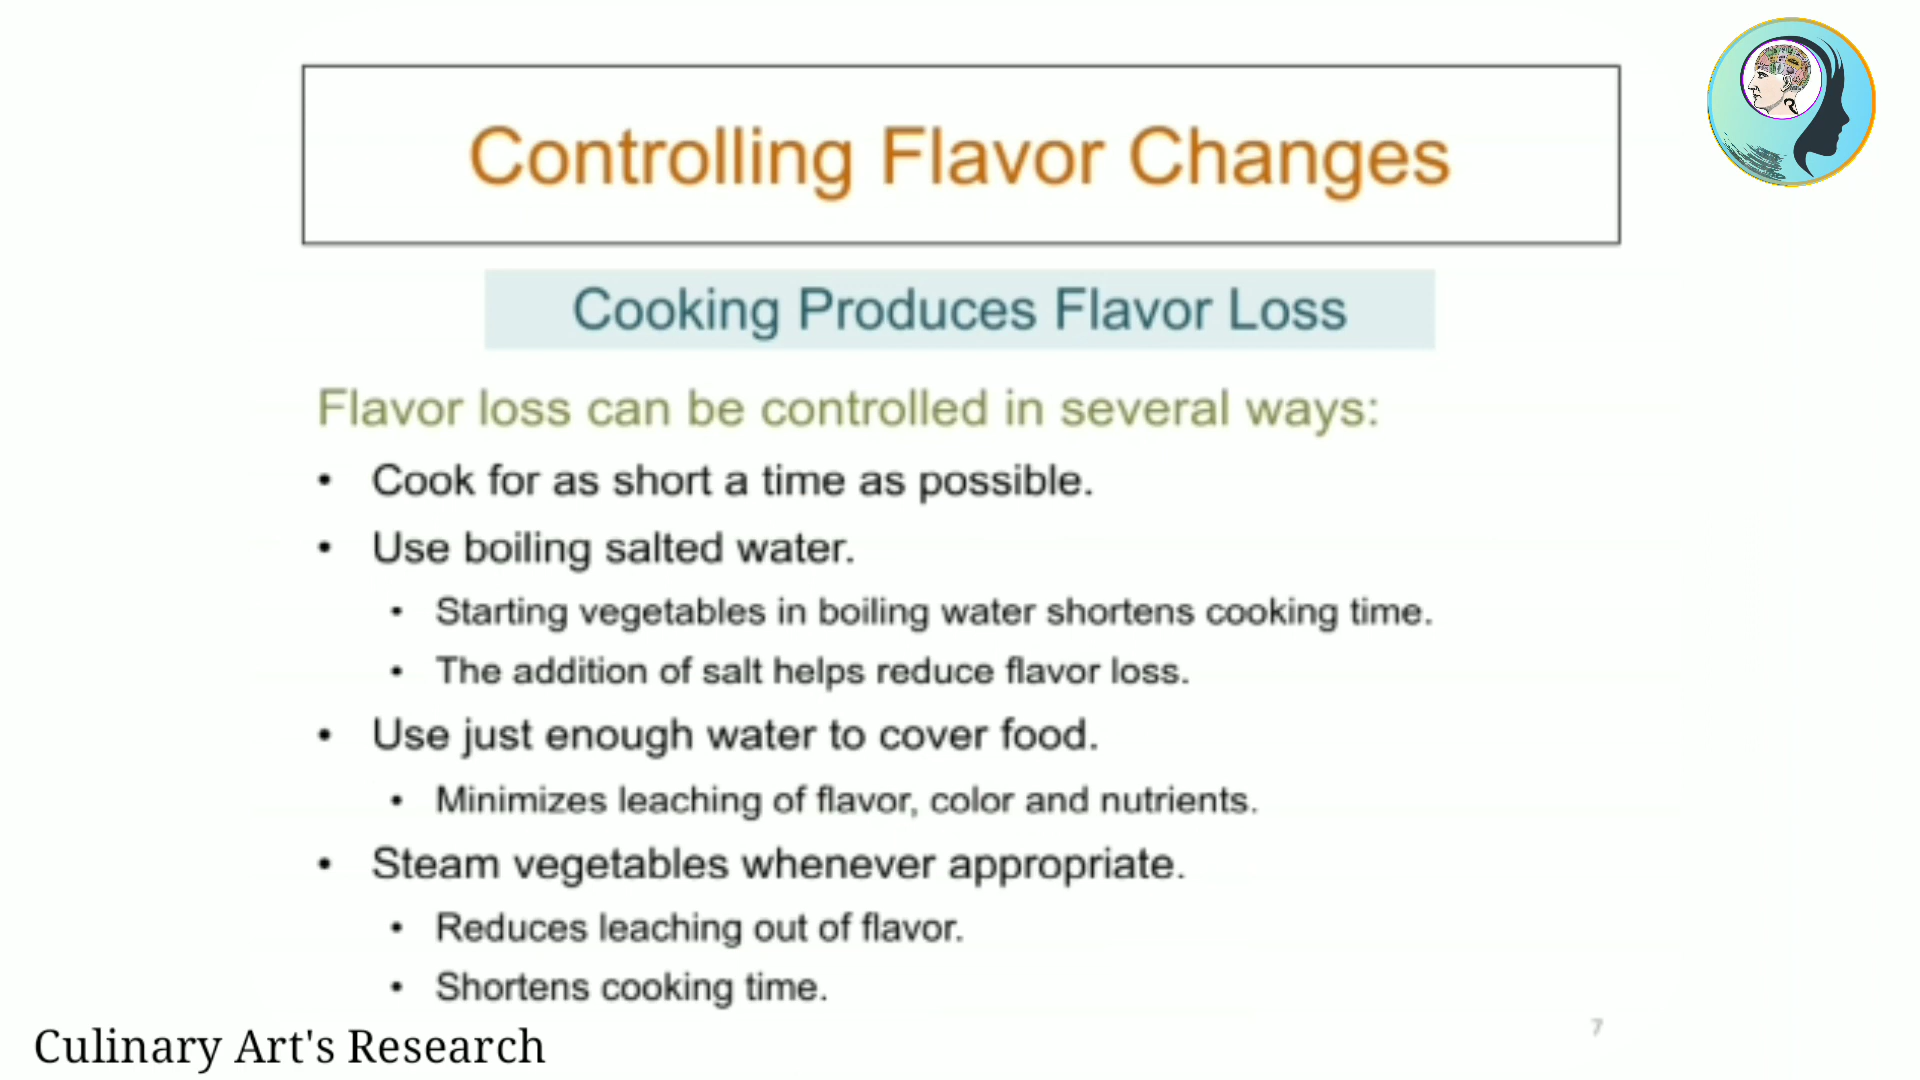 Controlling Flavor Changes
Cooking Produces Flavor Loss
Flavor loss can be controlled in several ways:
• Cook for as short a time as possible.
• Use boiling salted water.
• Starting vegetables in boiling water shortens cooking time.
• The addition of salt helps reduce flavor loss.
• Use just enough water to cover food.
• Minimizes leaching of flavor, color and nutrients.
• Steam vegetables whenever appropriate.
• Reduces leaching out of flavor.
• Shortens cooking time.
7
Culinary Art's Research